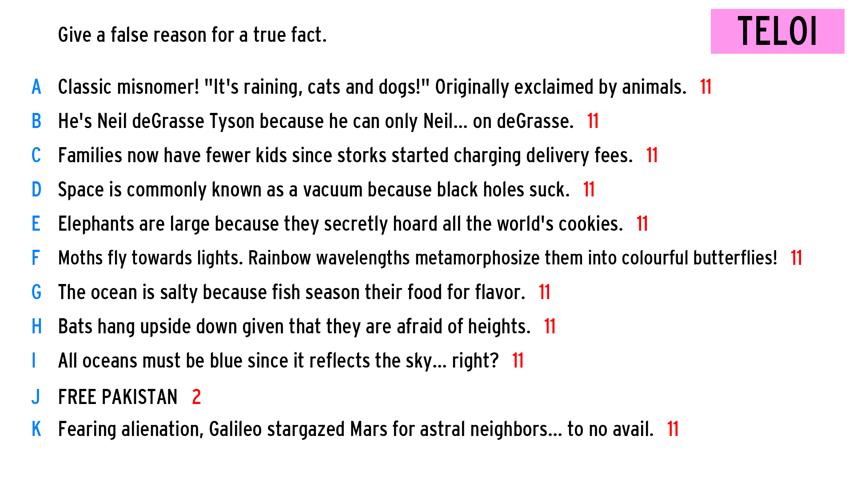 Give a false reason for a true fact.
TELOI
A Classic misnomer! "It's raining, cats and dogs!" Originally exclaimed by animals. 11
B He's Neil deGrasse Tyson because he can only Neil... on deGrasse. 11
C Families now have fewer kids since storks started charging delivery fees. 11
D Space is commonly known as a vacuum because black holes suck. 11
E Elephants are large because they secretly hoard all the world's cookies. 11
F Moths fly towards lights. Rainbow wavelengths metamorphosize them into colourful butterflies! 11
G The ocean is salty because fish season their food for flavor. 11
H Bats hang upside down given that they are afraid of heights. 11
I All oceans must be blue since it reflects the sky... right? 11
J FREE PAKISTAN 2
K Fearing alienation, Galileo stargazed Mars for astral neighbors... to no avail. 11